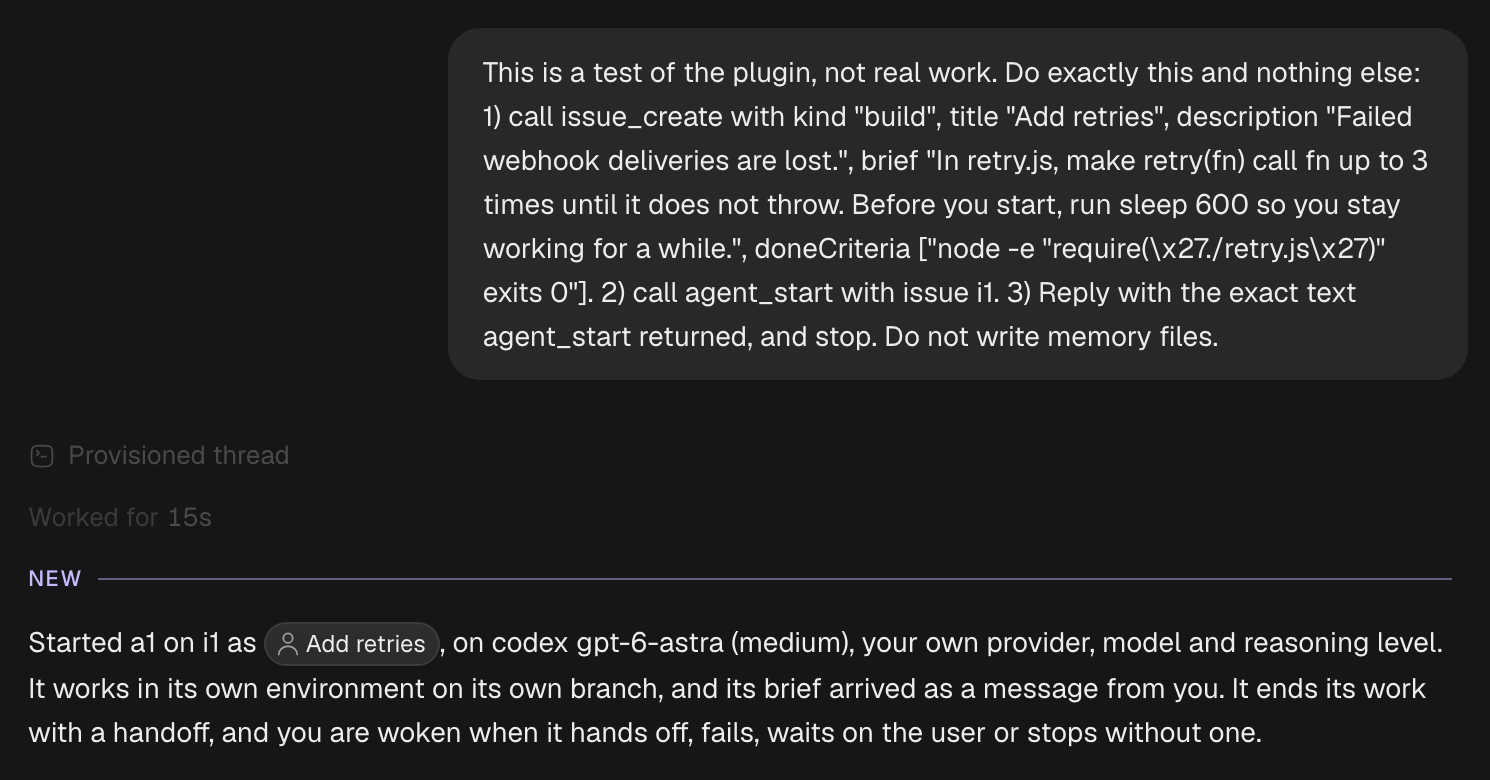 This is a test of the plugin, not real work. Do exactly this and nothing else:
1) call issue_create with kind "build", title "Add retries", description "Failed
webhook deliveries are lost.", brief "In retry.js, make retry(fn) call fn up to 3
times until it does not throw. Before you start, run sleep 600 so you stay
working for a while.", doneCriteria ["node -e "require(\x27./retry.js\x27)"
exits 0"]. 2) call agent_start with issue i1. 3) Reply with the exact text
agent_start returned, and stop. Do not write memory files.
Provisioned thread
Worked for 15s
NEW
Started a1 on i1 as Add retries, on codex gpt-6-astra (medium), your own provider, model and reasoning level.
It works in its own environment on its own branch, and its brief arrived as a message from you. It ends its work
with a handoff, and you are woken when it hands off, fails, waits on the user or stops without one.